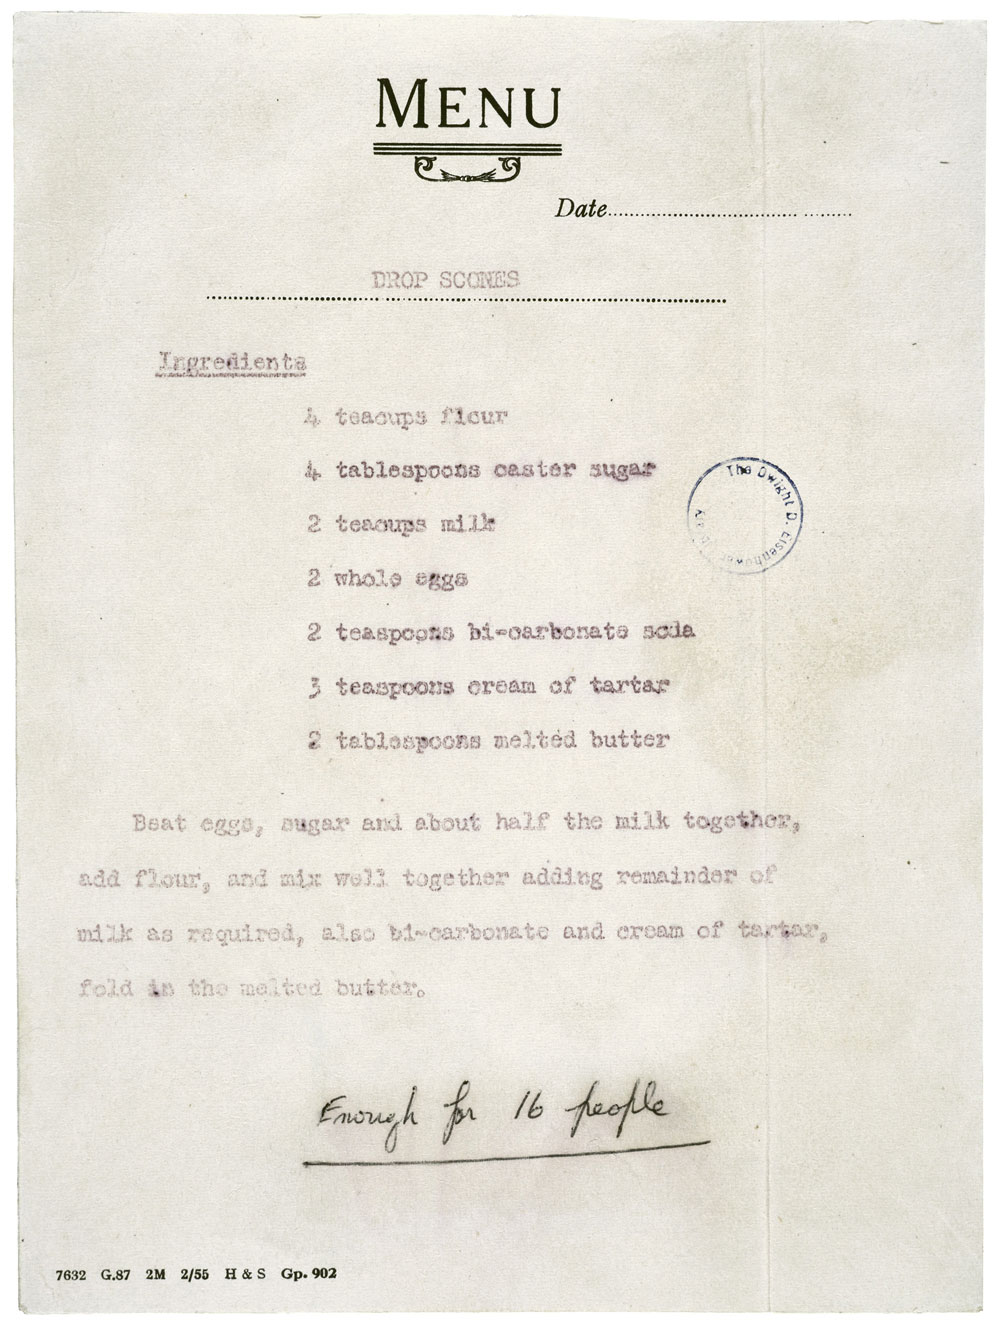 MENU
Date
DROP SCONES
Ingredients
4 teacups flour
4 tablespoons caster sugar
2 teacups milk
2 whole eggs
2 teaspoons bi-carbonate soda
3 teaspoons cream of tartar
2 tablespoons melted butter
The Dwight D. Eisenhower
Beat eggs, sugar and about half the milk together,
add flour, and mix well together adding remainder of
milk as required, also bi-carbonate and cream of tartar,
fold in the melted butter.
Enough for 16 people
7632 G.87 2M 2/55 H & S Gp. 902